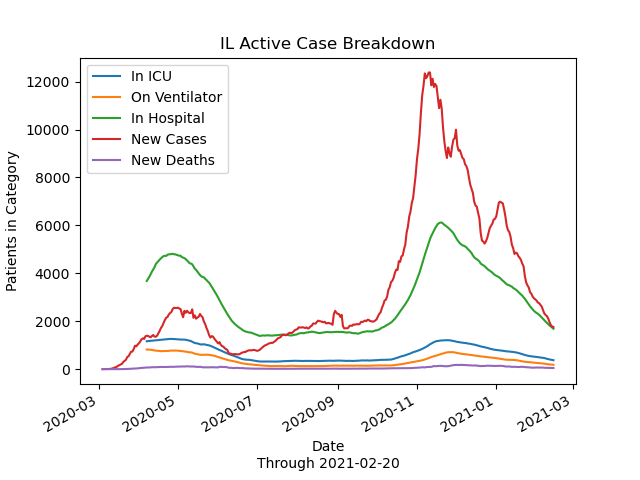 IL Active Case Breakdown
In ICU
On Ventilator
In Hospital
New Cases
New Deaths
Patients in Category
12000
10000
8000
6000
4000
2000
0
2020-03
2020-05
2020-07
2020-09
2020-11
2021-01
2021-03
Date
Through 2021-02-20